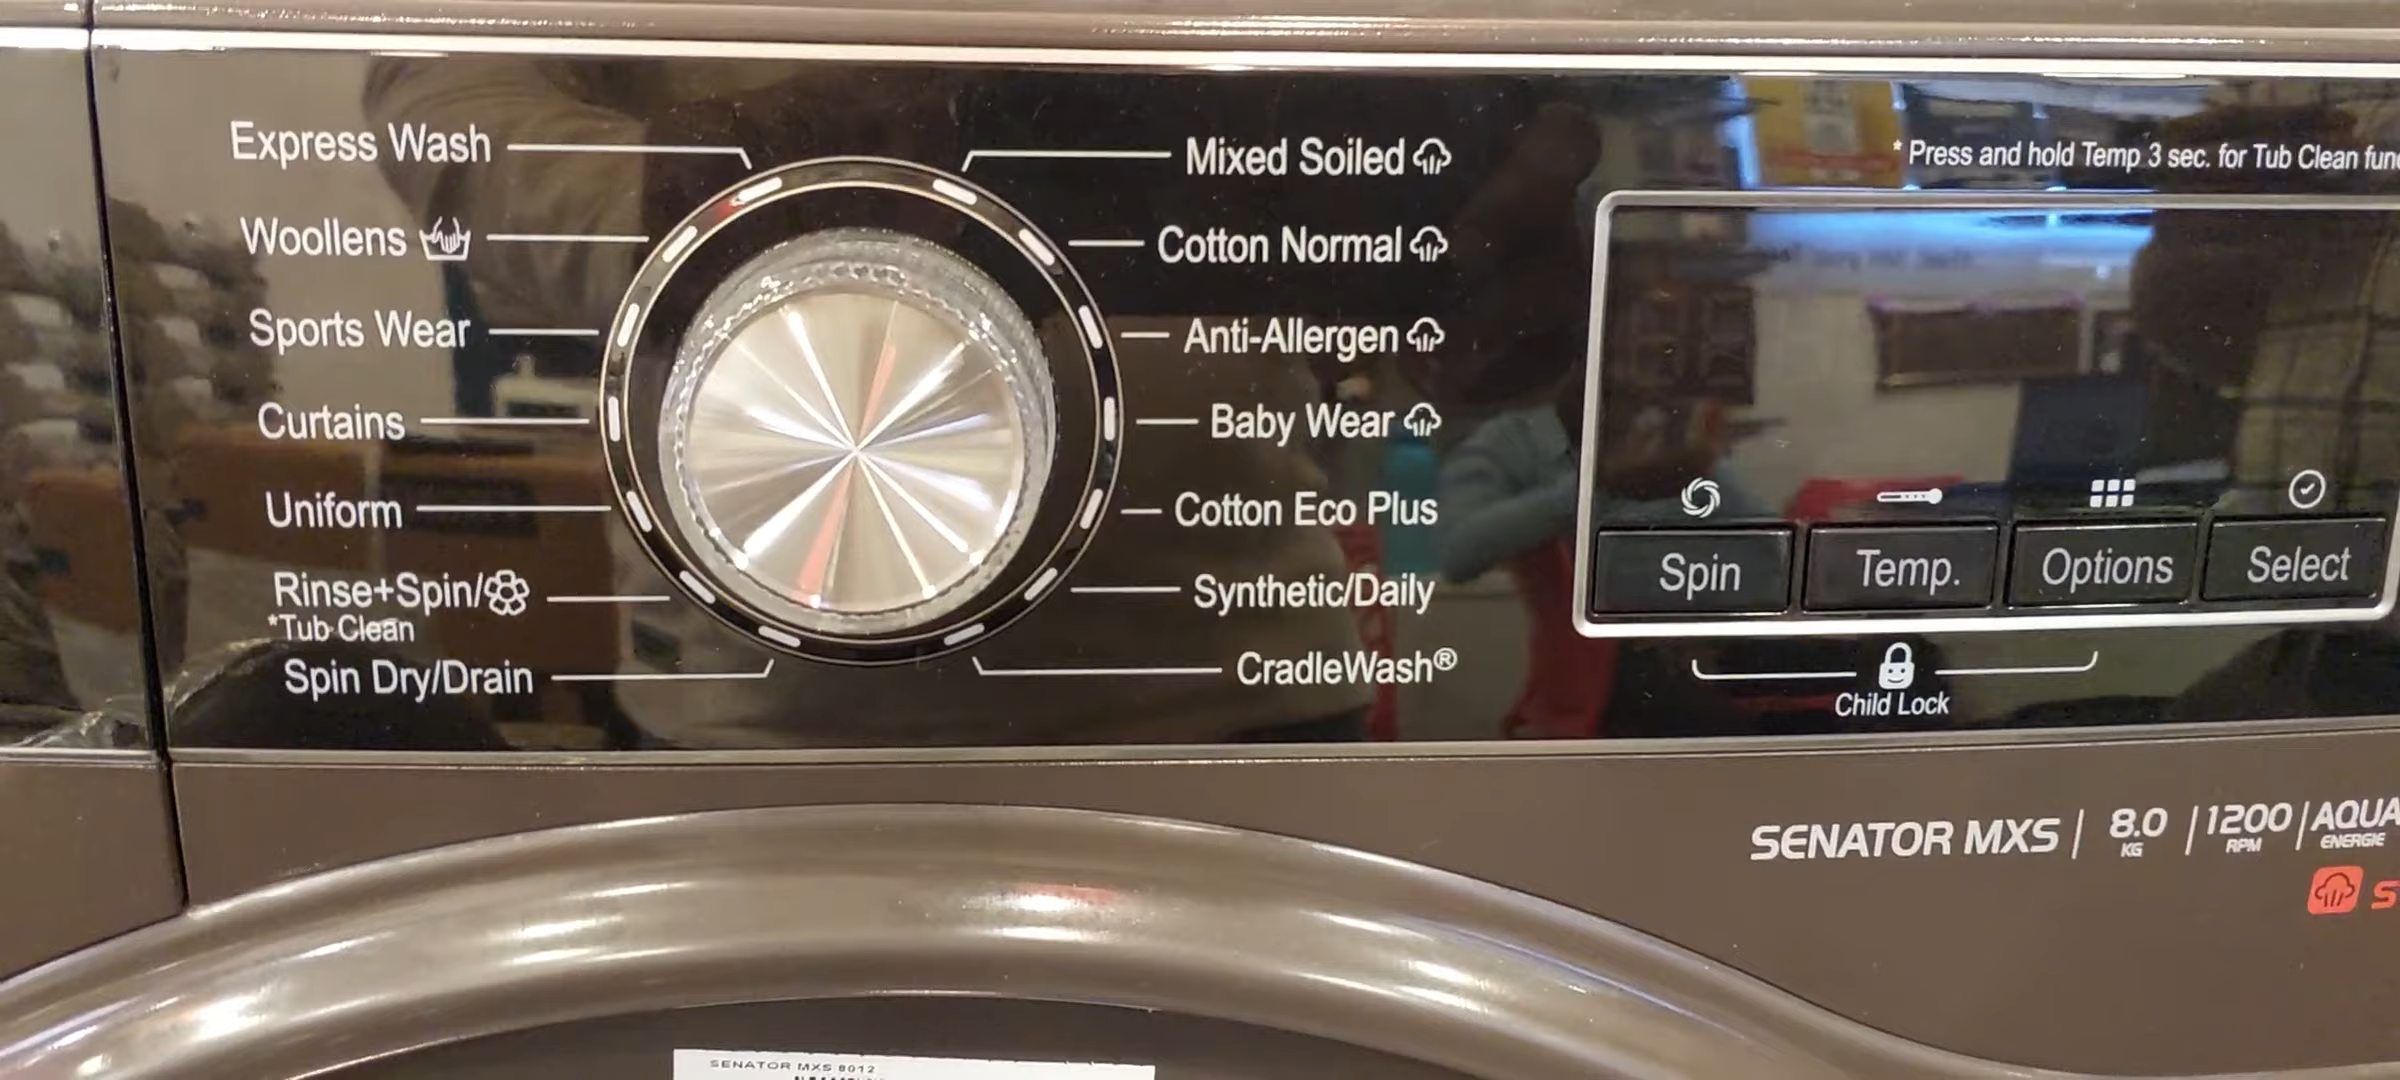 Express Wash
Woollens
Sports Wear
Curtains
Uniform
Rinse+Spin/
*Tub Clean
Spin Dry/Drain
Mixed Soiled
Cotton Normal
Anti-Allergen
Baby Wear
Cotton Eco Plus
Synthetic/Daily
CradleWash®
* Press and hold Temp 3 sec. for Tub Clean
Spin
Temp.
Options
Select
Child Lock
SENATOR MXS | 8.0 KG | 1200 RPM | AQUA ENERGIE
SENATOR MXS 8012